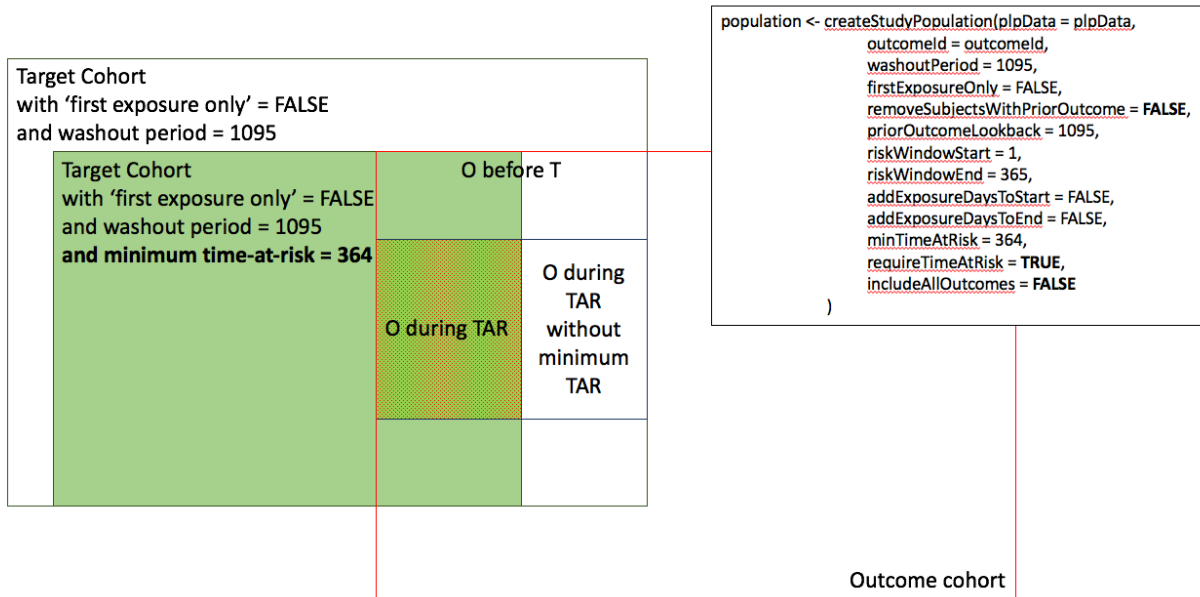 Target Cohort
with ‘first exposure only’ = FALSE
and washout period = 1095
Target Cohort
with ‘first exposure only’ = FALSE
and washout period = 1095
and minimum time-at-risk = 364
O before T
O during TAR
O during
TAR
without
minimum
TAR
population <- createStudyPopulation(plpData = plpData,
outcomeId = outcomeId,
washoutPeriod = 1095,
firstExposureOnly = FALSE,
removeSubjectsWithPriorOutcome = FALSE,
priorOutcomeLookback = 1095,
riskWindowStart = 1,
riskWindowEnd = 365,
addExposureDaysToStart = FALSE,
addExposureDaysToEnd = FALSE,
minTimeAtRisk = 364,
requireTimeAtRisk = TRUE,
includeAllOutcomes = FALSE
)
Outcome cohort